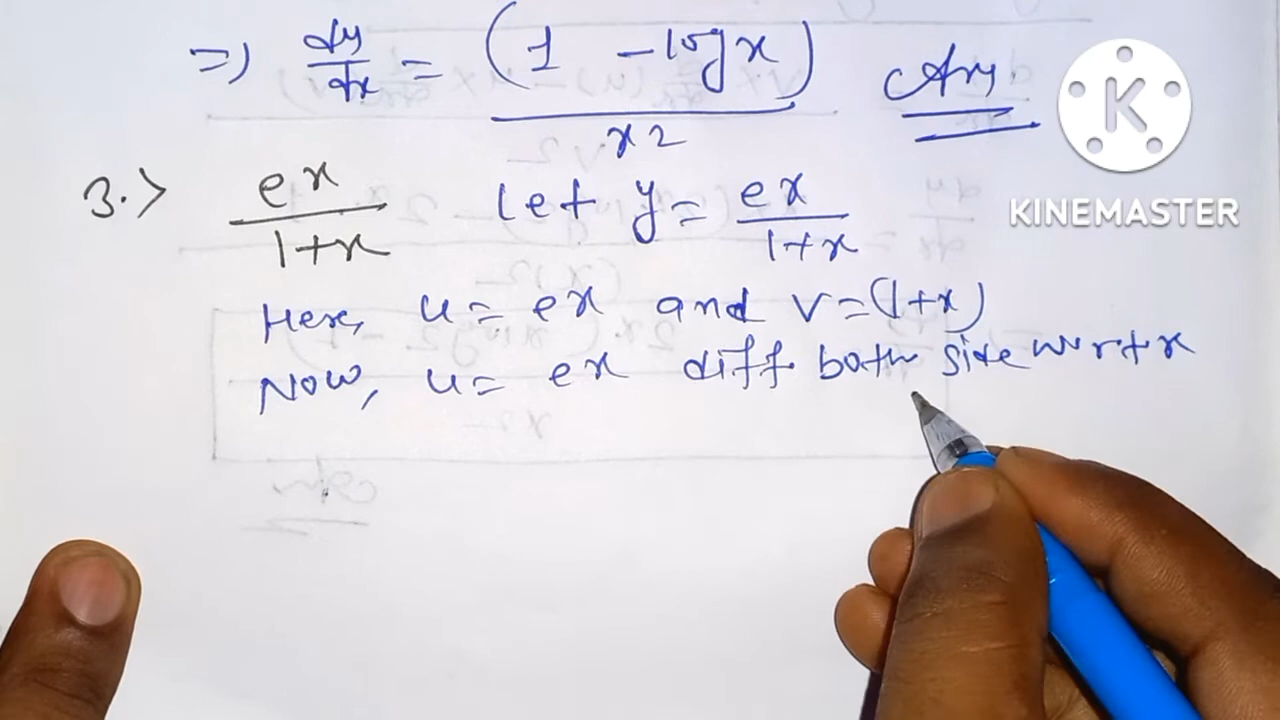 =) dy/dx = (1 - log x)/x2 Ans
K
KINEMASTER
3.> ex/1+x let y = ex/1+x
Here, u = ex and v = (1+x)
Now, u = ex diff. both side w r t x